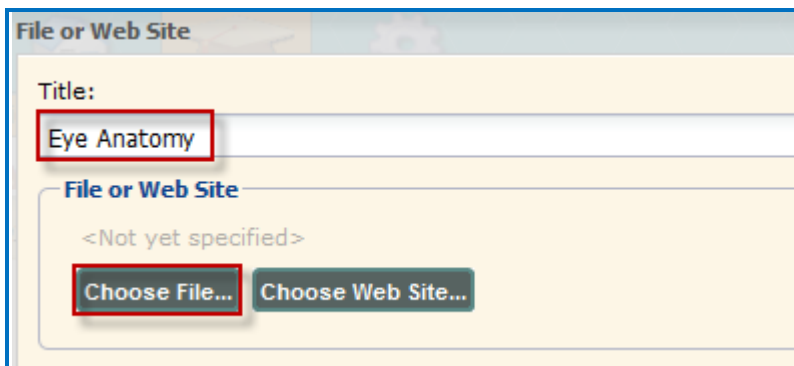 File or Web Site
Title:
Eye Anatomy
File or Web Site
<Not yet specified>
Choose File... Choose Web Site...